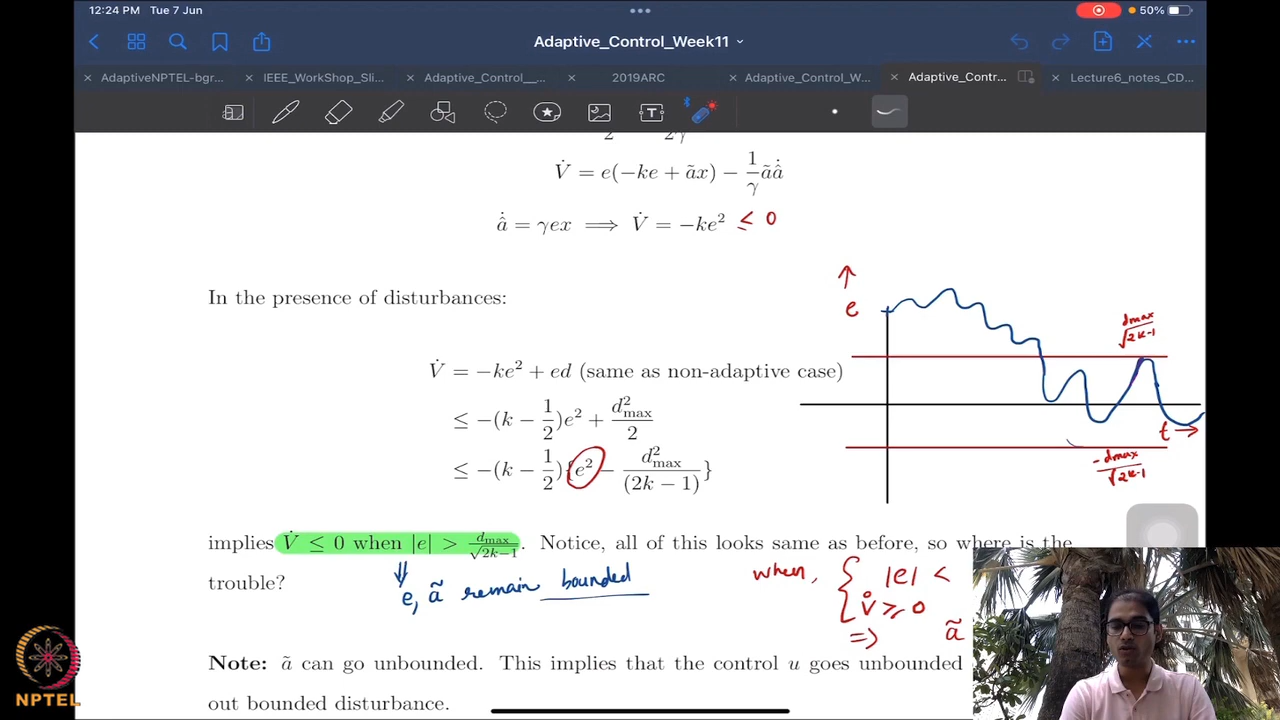 12:24 PM Tue 7 Jun
50%
Adaptive_Control_Week11
AdaptiveNPTEL-bgr...
IEEE_WorkShop_Sli...
Adaptive_Control__...
2019ARC
Adaptive_Control_W...
Adaptive_Contr...
Lecture6_notes_CD...
2 2γ
V̇ = e(−ke + ãx) − 1/γ ãâ̇
â̇ = γex ⟹ V̇ = −ke² ≤ 0
In the presence of disturbances:
e
t
dmax/√2k-1
-dmax/√2k-1
V̇ = −ke² + ed (same as non-adaptive case)
≤ −(k − 1/2)e² + d²max/2
≤ −(k − 1/2){e² − d²max/(2k − 1)}
implies V̇ ≤ 0 when |e| > dmax/√2k−1. Notice, all of this looks same as before, so where is the
trouble?
e, ã remain bounded
when, { |e| <
V̇ ≥ 0
⇒ ã
Note: ã can go unbounded. This implies that the control u goes unbounded
out bounded disturbance.
NPTEL